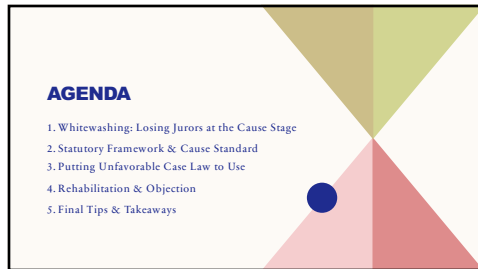 AGENDA
1. Whitewashing: Losing Jurors at the Cause Stage
2. Statutory Framework & Cause Standard
3. Putting Unfavorable Case Law to Use
4. Rehabilitation & Objection
5. Final Tips & Takeaways